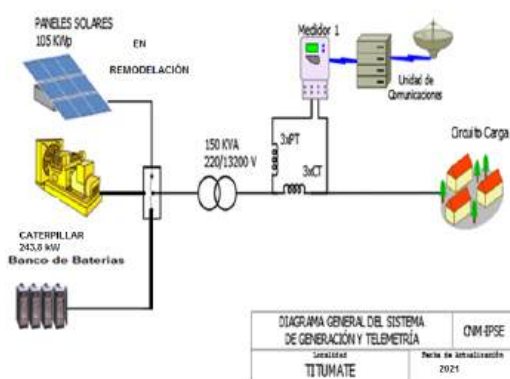 PANELES SOLARES
105 KWp
EN
REMODELACIÓN
Medidor 1
Unidad de
Comunicaciones
150 KVA
220/13200 V
3xPT
3xCT
Circuito Carga
CATERPILLAR
243,8 kW
Banco de Baterias
DIAGRAMA GENERAL DEL SISTEMA
DE GENERACIÓN Y TELEMETRÍA
CNM-IPSE
Localidad
TITUMATE
Fecha de Actualización
2021